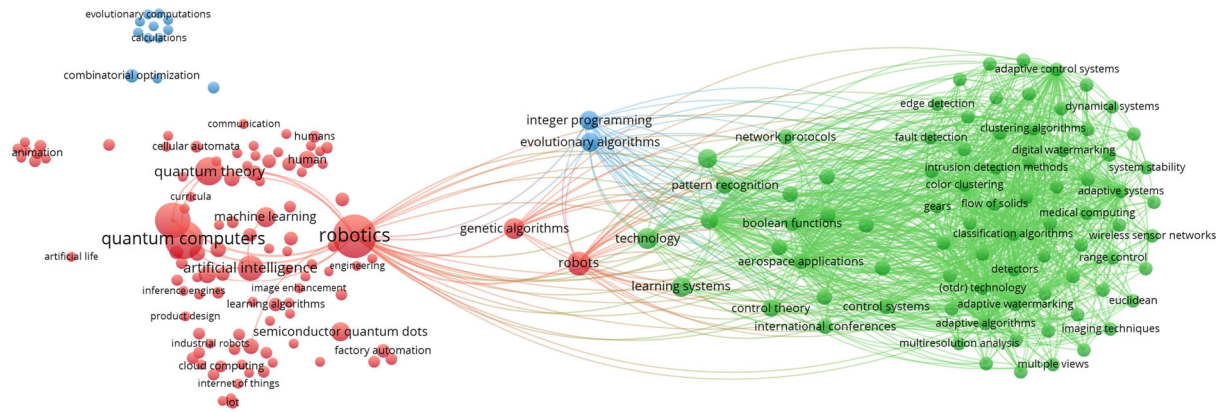 evolutionary computations
calculations
combinatorial optimization
communication
humans
cellular automata
animation
human
quantum theory
curricula
machine learning
quantum computers
robotics
artificial life
artificial intelligence
engineering
inference engines
image enhancement
learning algorithms
product design
semiconductor quantum dots
industrial robots
factory automation
cloud computing
internet of things
iot
integer programming
evolutionary algorithms
genetic algorithms
robots
network protocols
pattern recognition
boolean functions
technology
aerospace applications
learning systems
control theory
control systems
international conferences
adaptive control systems
edge detection
dynamical systems
clustering algorithms
fault detection
digital watermarking
intrusion detection methods
system stability
color clustering
adaptive systems
gears
flow of solids
medical computing
classification algorithms
wireless sensor networks
range control
detectors
(otdr) technology
adaptive watermarking
euclidean
adaptive algorithms
imaging techniques
multiresolution analysis
multiple views